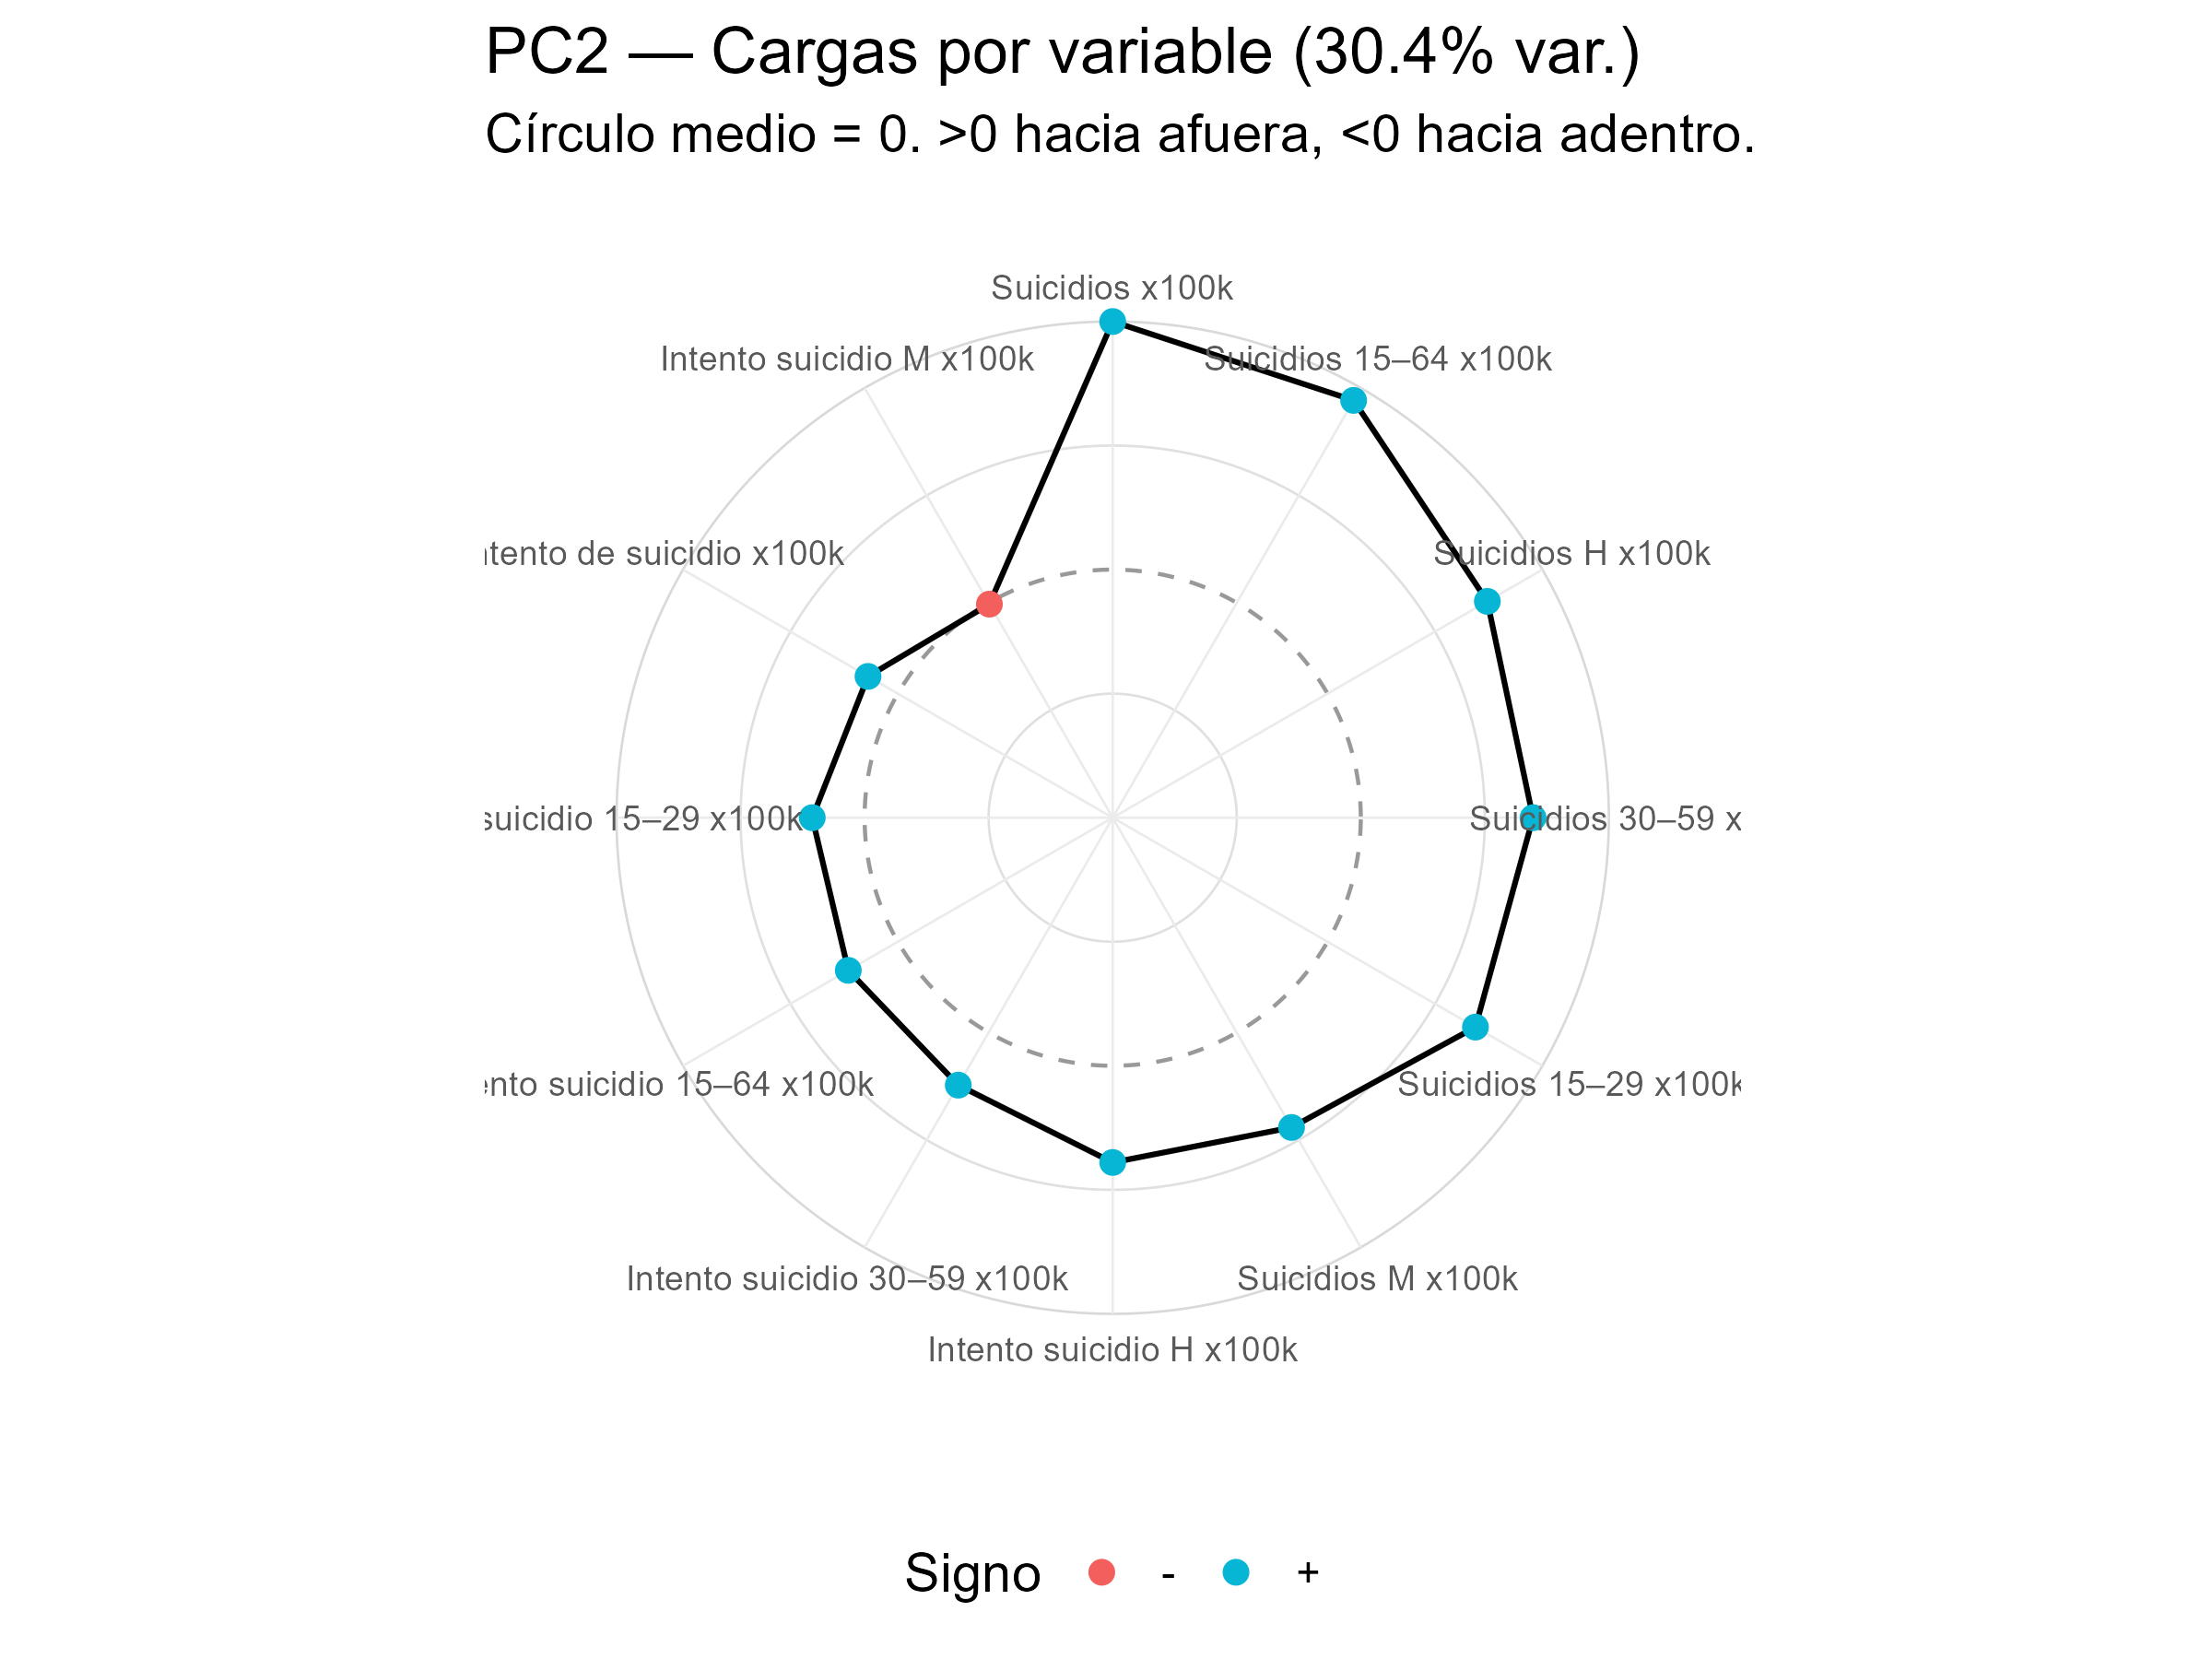 PC2 — Cargas por variable (30.4% var.)
Círculo medio = 0. >0 hacia afuera, <0 hacia adentro.
Suicidios x100k
Intento suicidio M x100k
Suicidios 15–64 x100k
ntento de suicidio x100k
Suicidios H x100k
suicidio 15–29 x100k
Suicidios 30–59 x
ento suicidio 15–64 x100k
Suicidios 15–29 x100k
Intento suicidio 30–59 x100k
Suicidios M x100k
Intento suicidio H x100k
Signo - +